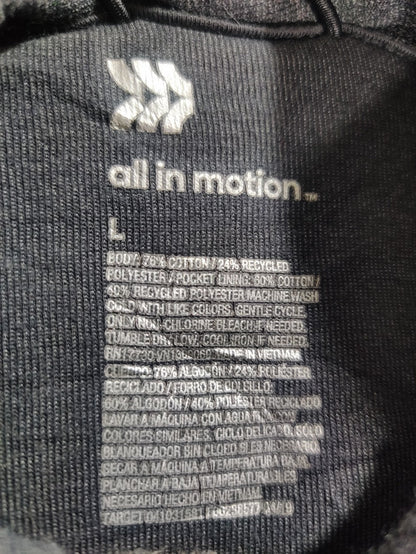 all in motion™
L
BODY: 76% COTTON / 24% RECYCLED
POLYESTER / POCKET LINING: 60% COTTON /
40% RECYCLED POLYESTER MACHINE WASH
COLD WITH LIKE COLORS, GENTLE CYCLE.
ONLY NON-CHLORINE BLEACH IF NEEDED.
TUMBLE DRY LOW, COOL IRON IF NEEDED.
MADE IN VIETNAM
CUERPO: 76% ALGODÓN / 24% POLIÉSTER
RECICLADO / FORRO DE BOLSILLO:
60% ALGODÓN / 40% POLIÉSTER RECICLADO
LAVAR A MÁQUINA CON AGUA FRÍA CON
COLORES SIMILARES, CICLO DELICADO. SOLO
BLANQUEADOR SIN CLORO SI ES NECESARIO.
SECAR A MÁQUINA A TEMPERATURA BAJA.
PLANCHAR A BAJA TEMPERATURA SI ES
NECESARIO HECHO EN VIETNAM
TARGET